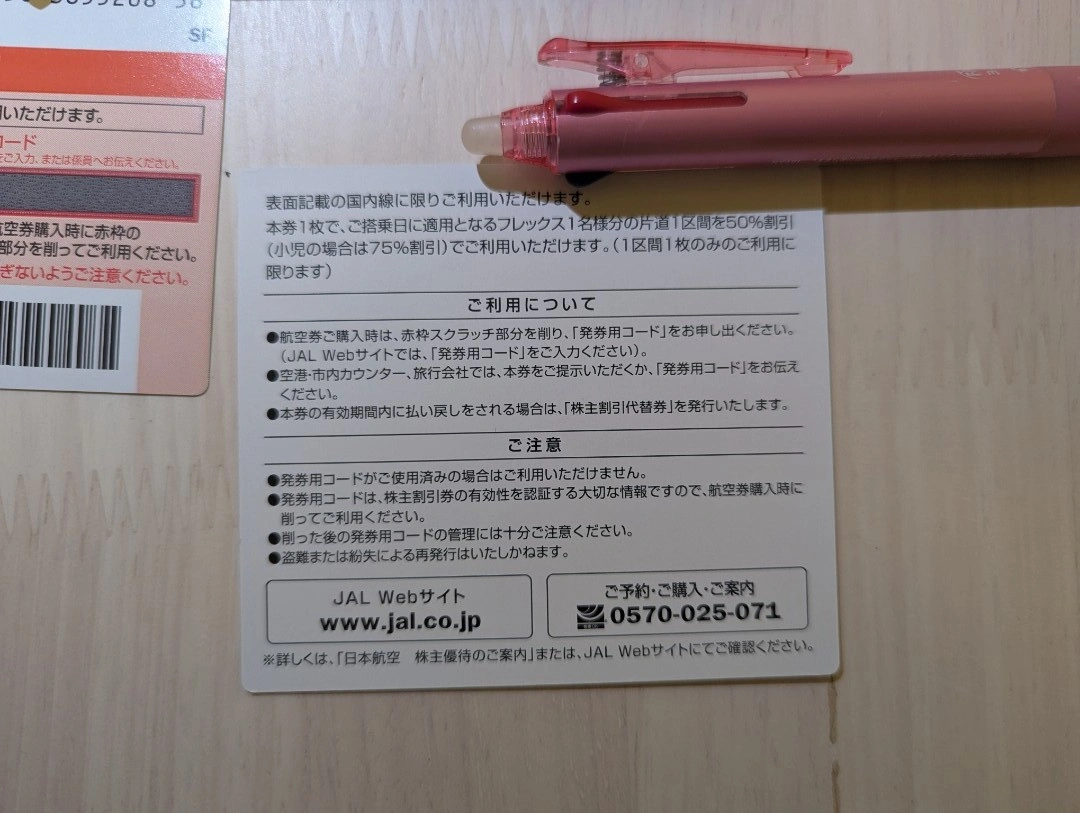 SF
いただけます。
ード
をご入力、または係員へお伝えください。
空券購入時に赤枠の
部分を削ってご利用ください。
ぎないようご注意ください。
表面記載の国内線に限りご利用いただけます。
本券1枚で、ご搭乗日に適用となるフレックス1名様分の片道1区間を50%割引
(小児の場合は75%割引)でご利用いただけます。(1区間1枚のみのご利用に
限ります)
ご利用について
●航空券ご購入時は、赤枠スクラッチ部分を削り、「発券用コード」をお申し出ください。
(JAL Webサイトでは、「発券用コード」をご入力ください)。
●空港・市内カウンター、旅行会社では、本券をご提示いただくか、「発券用コード」をお伝え
ください。
●本券の有効期間内に払い戻しをされる場合は、「株主割引代替券」を発行いたします。
ご注意
●発券用コードがご使用済みの場合はご利用いただけません。
●発券用コードは、株主割引券の有効性を認証する大切な情報ですので、航空券購入時に
削ってご利用ください。
●削った後の発券用コードの管理には十分ご注意ください。
●盗難または紛失による再発行はいたしかねます。
JAL Webサイト
www.jal.co.jp
ご予約・ご購入・ご案内
0570-025-071
※詳しくは、「日本航空 株主優待のご案内」または、JAL Webサイトにてご確認ください。